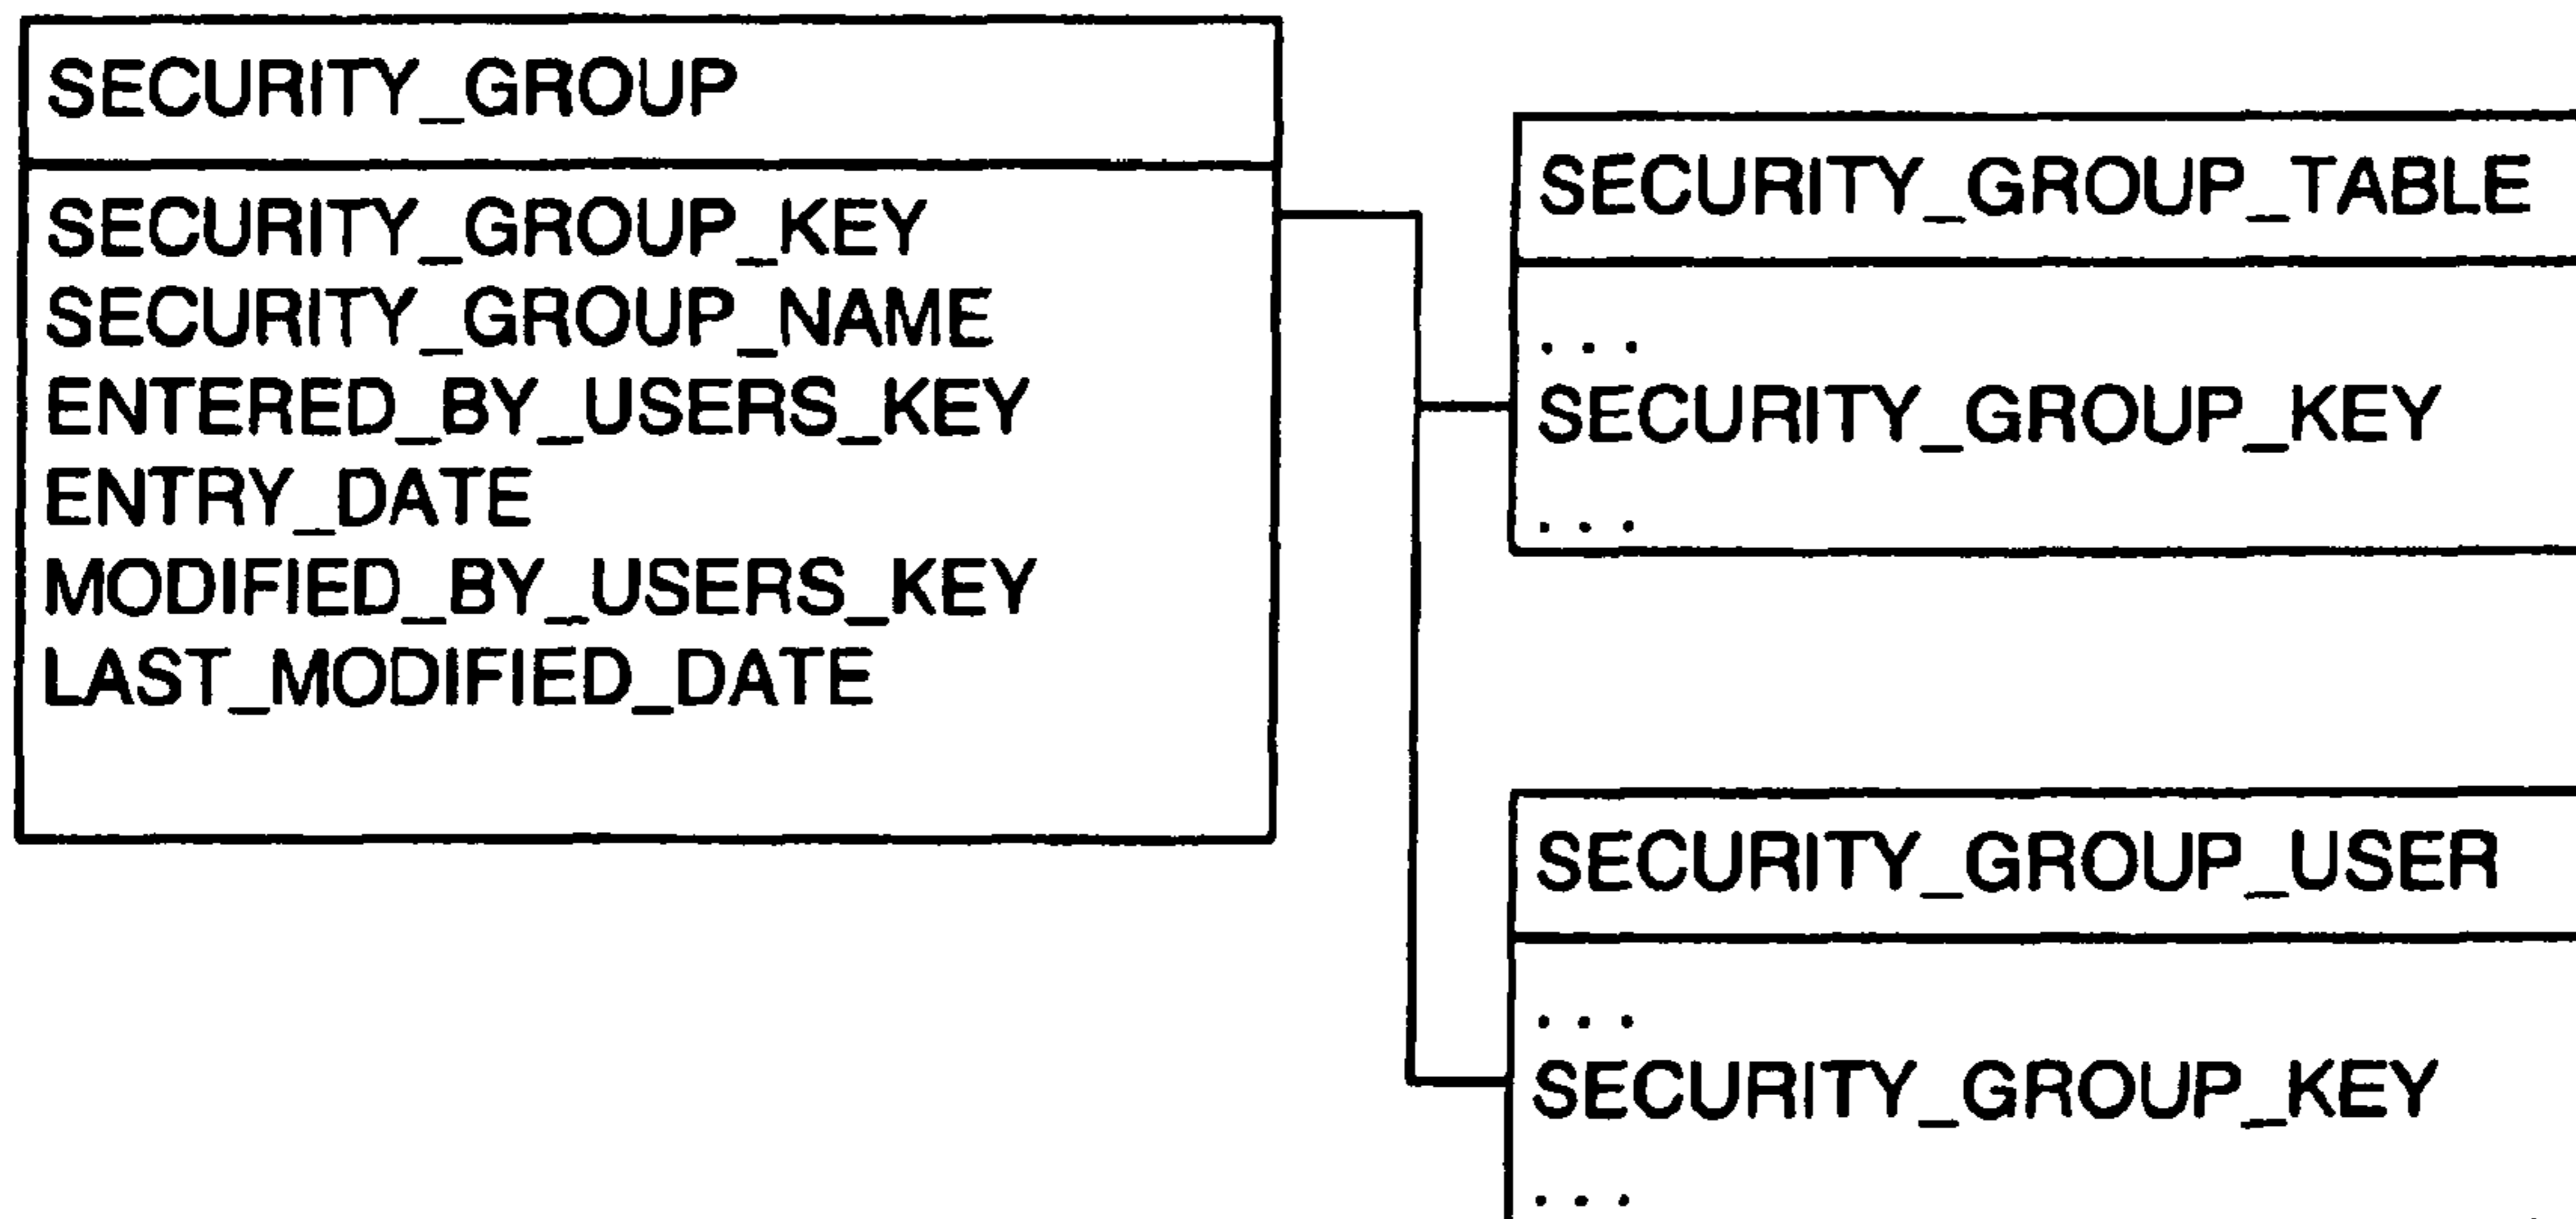 SECURITY_GROUP
SECURITY_GROUP_KEY
SECURITY_GROUP_NAME
ENTERED_BY_USERS_KEY
ENTRY_DATE
MODIFIED_BY_USERS_KEY
LAST_MODIFIED_DATE
SECURITY_GROUP_TABLE
. . .
SECURITY_GROUP_KEY
. . .
SECURITY_GROUP_USER
. . .
SECURITY_GROUP_KEY
. . .